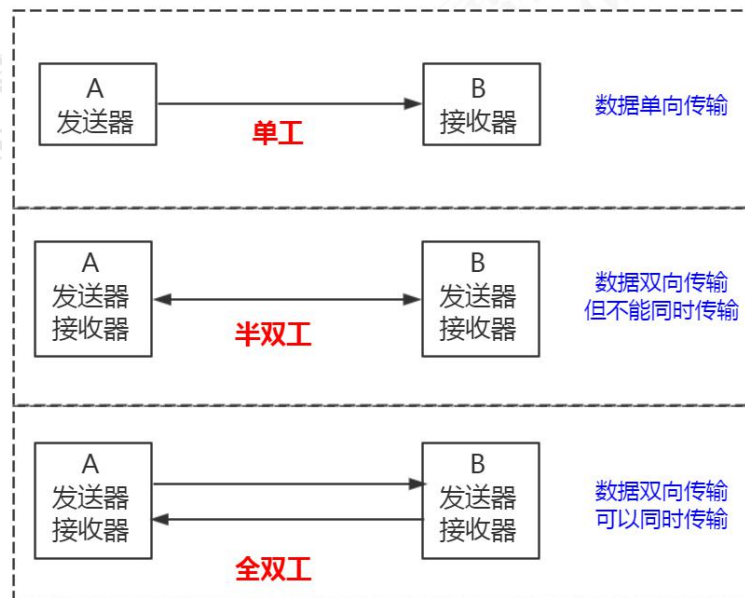 A
发送器
B
接收器
单工
数据单向传输
A
发送器
接收器
B
发送器
接收器
半双工
数据双向传输
但不能同时传输
A
发送器
接收器
B
发送器
接收器
全双工
数据双向传输
可以同时传输